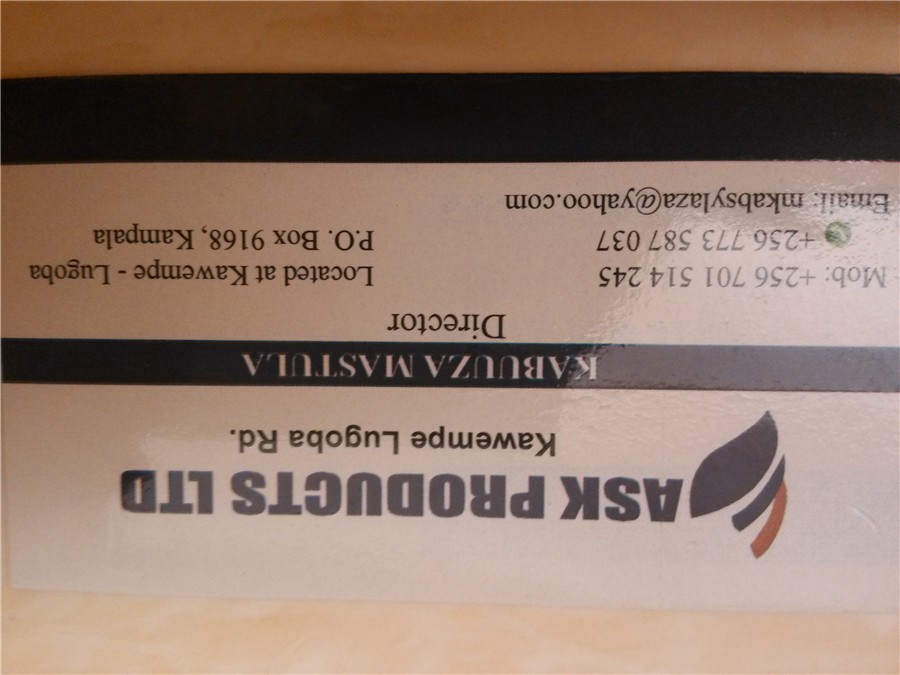 ASK PRODUCTS LTD
Kawempe Lugoba Rd.
KABUUZA MASTULA
Director
Mob: +256 701 514 245
+256 773 587 037
Email: mkabsylaza@yahoo.com
Located at Kawempe - Lugoba
P.O. Box 9168, Kampala